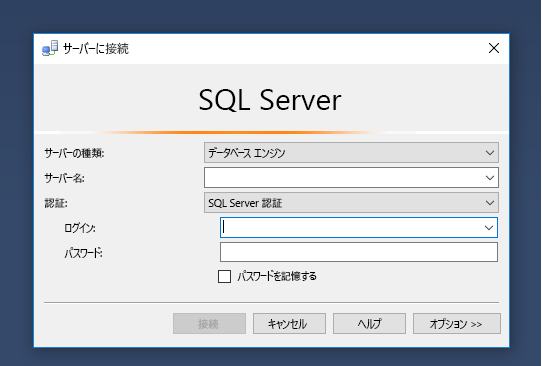 サーバーに接続
SQL Server
サーバーの種類: データベース エンジン
サーバー名:
認証: SQL Server 認証
ログイン:
パスワード:
パスワードを記憶する
接続 キャンセル ヘルプ オプション >>